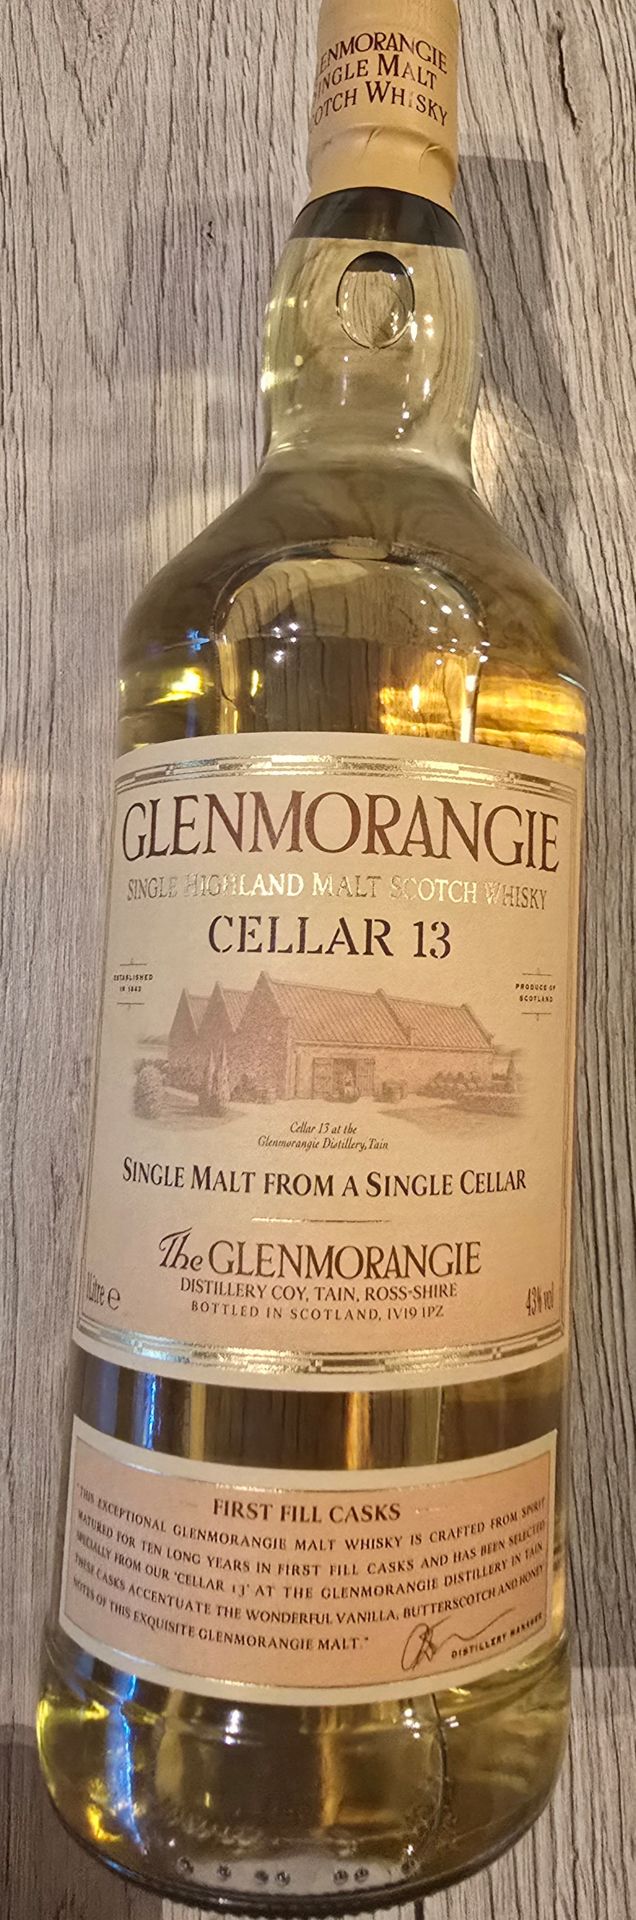 ENMORANGIE
INGLE MALT
OTCH WHISKY
GLENMORANGIE
SINGLE HIGHLAND MALT SCOTCH WHISKY
CELLAR 13
ESTABLISHED
IN 1843
PRODUCE OF
SCOTLAND
Cellar 13 at the
Glenmorangie Distillery, Tain
SINGLE MALT FROM A SINGLE CELLAR
The GLENMORANGIE
DISTILLERY COY, TAIN, ROSS-SHIRE
BOTTLED IN SCOTLAND, IV19 1PZ
1 Litre e
43% vol
FIRST FILL CASKS
"THIS EXCEPTIONAL GLENMORANGIE MALT WHISKY IS CRAFTED FROM SPIRIT
MATURED FOR TEN LONG YEARS IN FIRST FILL CASKS AND HAS BEEN SELECTED
SPECIALLY FROM OUR 'CELLAR 13' AT THE GLENMORANGIE DISTILLERY IN TAIN
THESE CASKS ACCENTUATE THE WONDERFUL VANILLA, BUTTERSCOTCH AND HONEY
NOTES OF THIS EXQUISITE GLENMORANGIE MALT."
DISTILLERY MANAGER